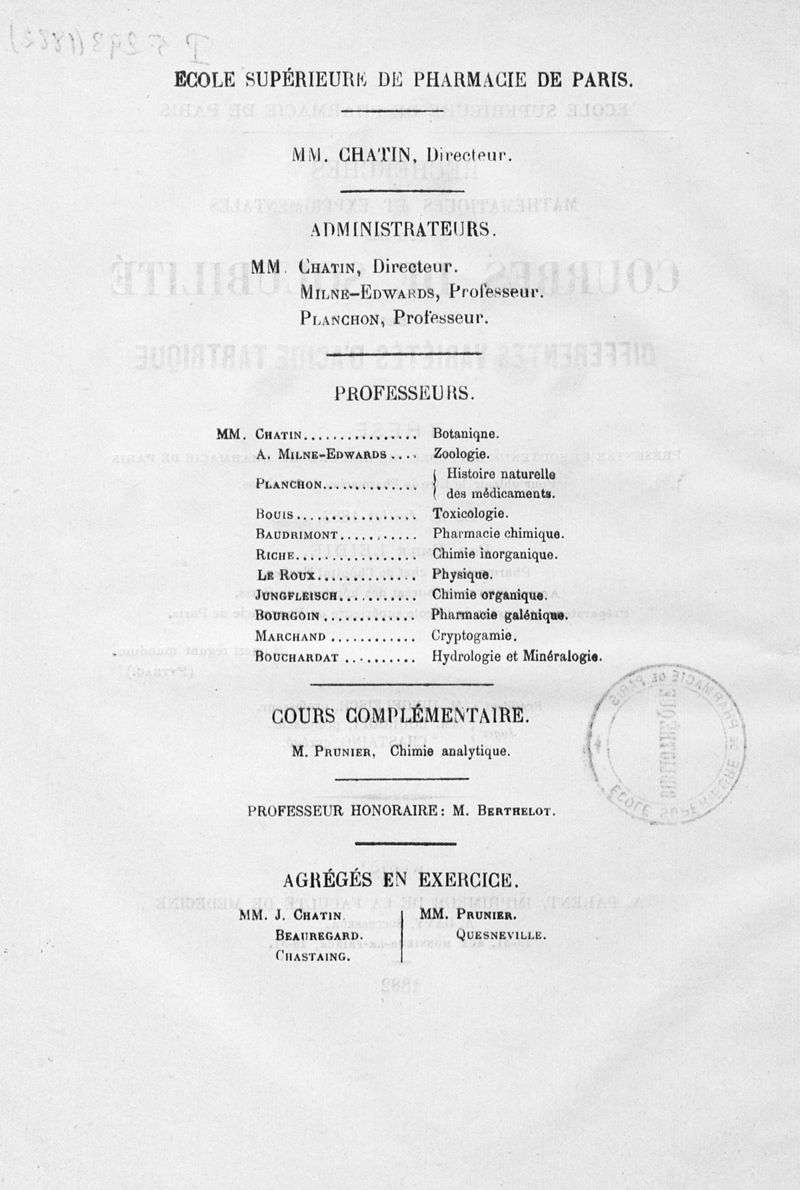 ECOLE SUPÉRIEURE DE PHARMACIE DE PARIS.
MM. CHATIN, Directeur.
ADMINISTRATEURS.
MM. CHATIN, Directeur.
MILNE-EDWARDS, Professeur.
PLANCHON, Professeur.
PROFESSEURS.
MM. CHATIN................ Botaniqne.
A. MILNE-EDWARDS.... Zoologie.
PLANCHON.............. { Histoire naturelle
des médicaments.
BOUIS................. Toxicologie.
BAUDRIMONT........... Pharmacie chimique.
RICHE................. Chimie inorganique.
LE ROUX.............. Physique.
JUNGFLEISCH........... Chimie organique.
BOURGOIN............. Pharmacie galénique.
MARCHAND............ Cryptogamie.
BOUCHARDAT.......... Hydrologie et Minéralogie.
COURS COMPLÉMENTAIRE.
M. PRUNIER, Chimie analytique.
PROFESSEUR HONORAIRE: M. BERTHELOT.
AGRÉGÉS EN EXERCICE.
MM. J. CHATIN
BEAUREGARD.
CHASTAING.
MM. PRUNIER.
QUESNEVILLE.